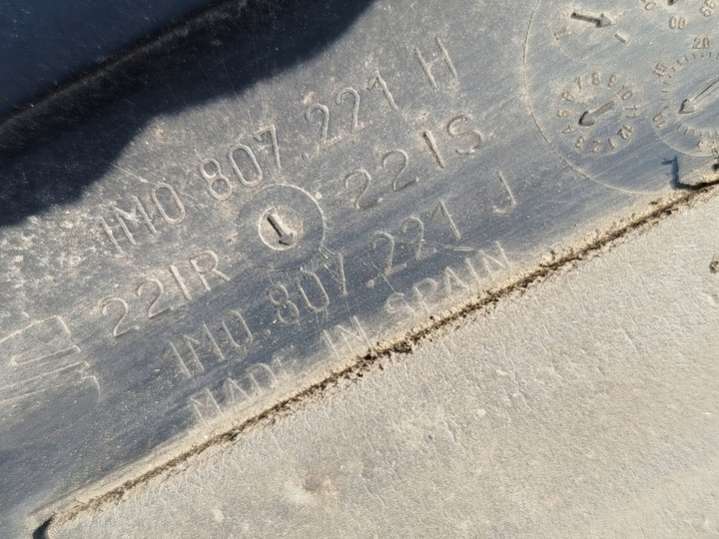 1M0 807.221 H
221R 221S
1M0 807.221 J
MADE IN SPAIN